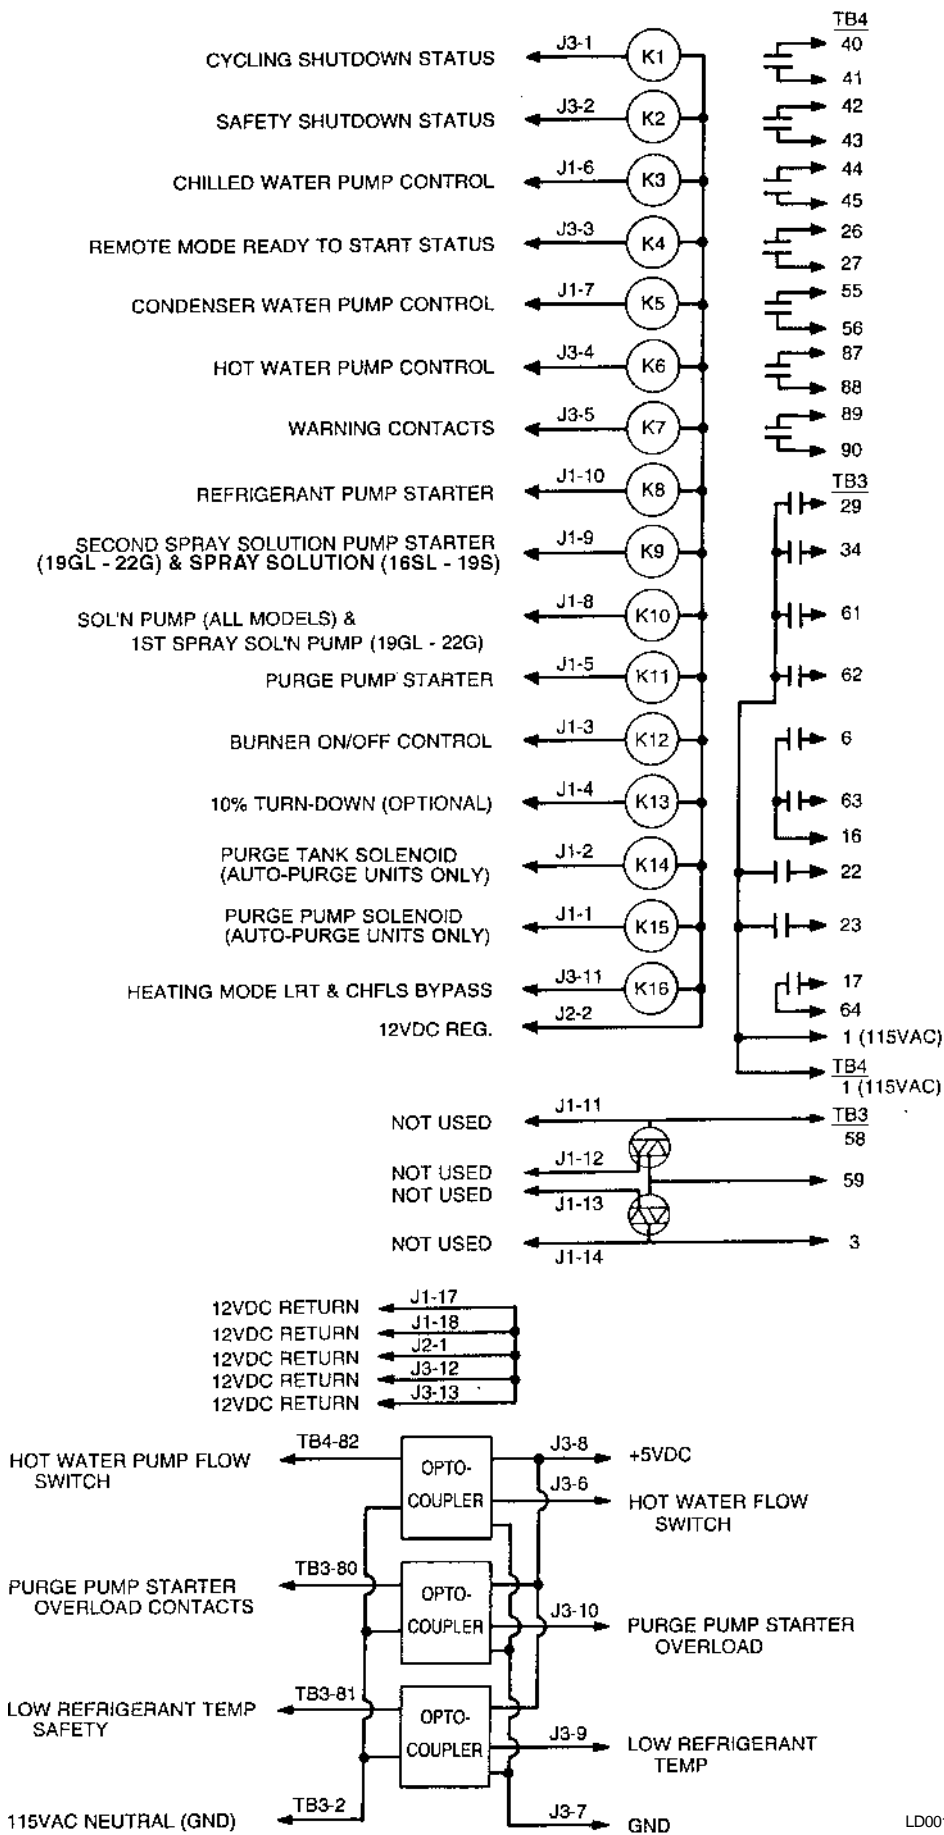 TB4
CYCLING SHUTDOWN STATUS J3-1 K1 40
41
SAFETY SHUTDOWN STATUS J3-2 K2 42
43
CHILLED WATER PUMP CONTROL J1-6 K3 44
45
REMOTE MODE READY TO START STATUS J3-3 K4 26
27
CONDENSER WATER PUMP CONTROL J1-7 K5 55
56
HOT WATER PUMP CONTROL J3-4 K6 87
88
WARNING CONTACTS J3-5 K7 89
90
TB3
REFRIGERANT PUMP STARTER J1-10 K8 29
SECOND SPRAY SOLUTION PUMP STARTER
(19GL - 22G) & SPRAY SOLUTION (16SL - 19S) J1-9 K9 34
SOL'N PUMP (ALL MODELS) & J1-8 K10 61
1ST SPRAY SOL'N PUMP (19GL - 22G)
PURGE PUMP STARTER J1-5 K11 62
BURNER ON/OFF CONTROL J1-3 K12 6
10% TURN-DOWN (OPTIONAL) J1-4 K13 63
16
PURGE TANK SOLENOID J1-2 K14 22
(AUTO-PURGE UNITS ONLY)
PURGE PUMP SOLENOID J1-1 K15 23
(AUTO-PURGE UNITS ONLY)
HEATING MODE LRT & CHFLS BYPASS J3-11 K16 17
64
12VDC REG. J2-2 1 (115VAC)
TB4
1 (115VAC)
NOT USED J1-11 TB3
58
NOT USED J1-12 59
NOT USED J1-13
NOT USED J1-14 3
12VDC RETURN J1-17
12VDC RETURN J1-18
12VDC RETURN J2-1
12VDC RETURN J3-12
12VDC RETURN J3-13
HOT WATER PUMP FLOW TB4-82 OPTO- J3-8 +5VDC
SWITCH COUPLER J3-6 HOT WATER FLOW
SWITCH
PURGE PUMP STARTER TB3-80 OPTO-
OVERLOAD CONTACTS COUPLER J3-10 PURGE PUMP STARTER
OVERLOAD
LOW REFRIGERANT TEMP TB3-81 OPTO-
SAFETY COUPLER J3-9 LOW REFRIGERANT
TEMP
115VAC NEUTRAL (GND) TB3-2 J3-7 GND